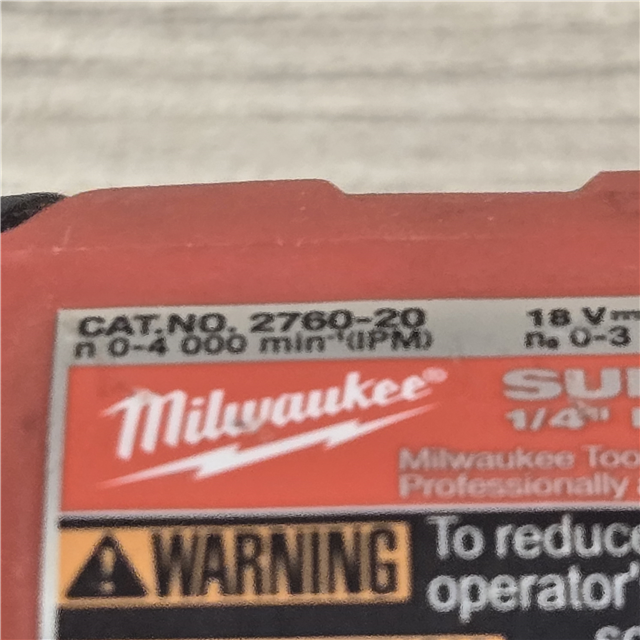 CAT.NO. 2760-20 18 V
n 0-4 000 min⁻¹(IPM) n₀ 0-3
Milwaukee® SU
1/4"
Milwaukee Too
Professionally
WARNING To reduce
operator'